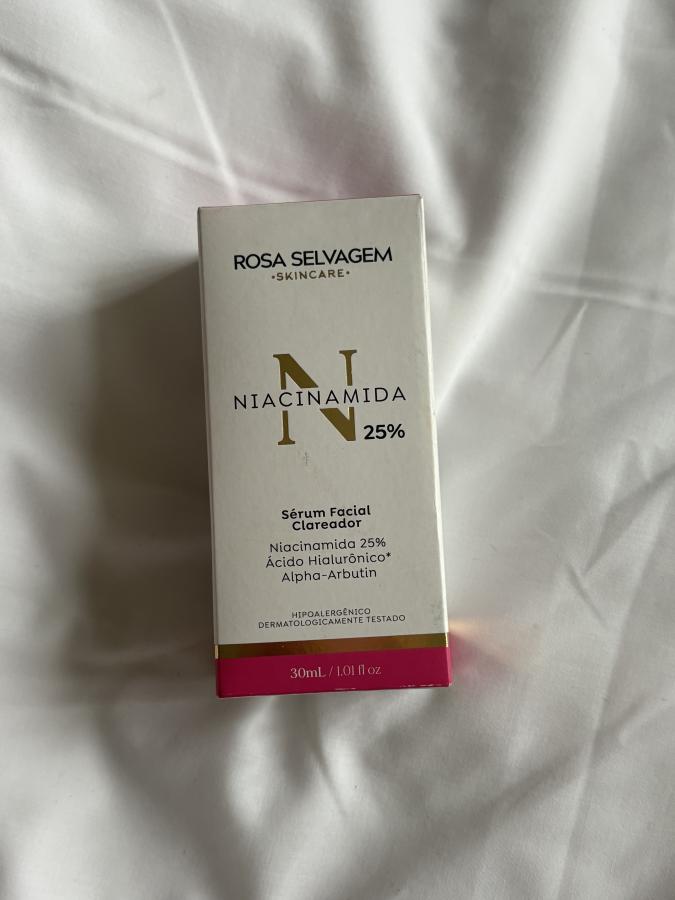 ROSA SELVAGEM
•SKINCARE•
N
NIACINAMIDA
25%
Sérum Facial
Clareador
Niacinamida 25%
Ácido Hialurônico*
Alpha-Arbutin
HIPOALERGÊNICO
DERMATOLOGICAMENTE TESTADO
30mL / 1.01 fl oz